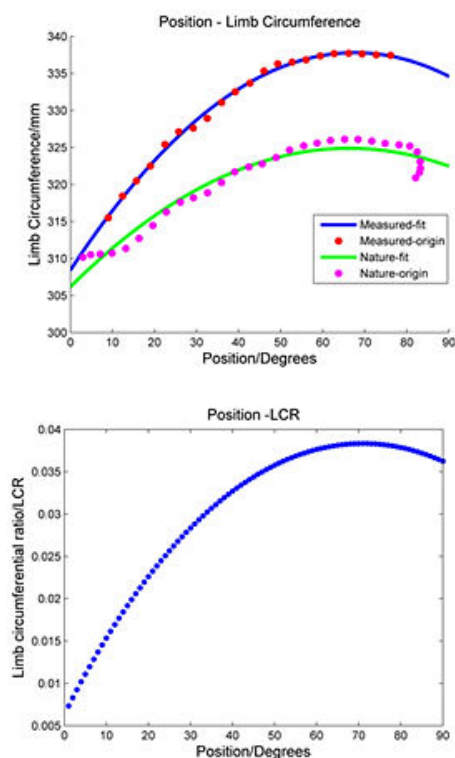 Position - Limb Circumference
340
335
330
325
320
315
310
305
300
Limb Circumference/mm
Measured-fit
Measured-origin
Nature-fit
Nature-origin
0 10 20 30 40 50 60 70 80 90
Position/Degrees
Position -LCR
0.04
0.035
0.03
0.025
0.02
0.015
0.01
0.005
Limb circumferential ratio/LCR
0 10 20 30 40 50 60 70 80 90
Position/Degrees